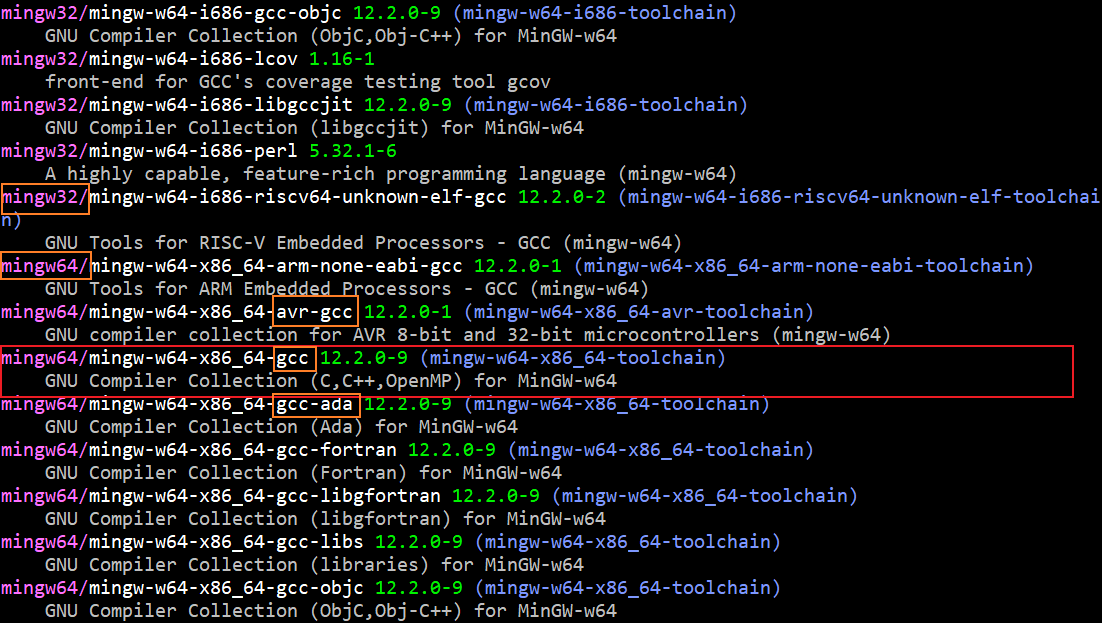 mingw32/mingw-w64-i686-gcc-objc 12.2.0-9 (mingw-w64-i686-toolchain)
GNU Compiler Collection (ObjC,Obj-C++) for MinGW-w64
mingw32/mingw-w64-i686-lcov 1.16-1
front-end for GCC's coverage testing tool gcov
mingw32/mingw-w64-i686-libgccjit 12.2.0-9 (mingw-w64-i686-toolchain)
GNU Compiler Collection (libgccjit) for MinGW-w64
mingw32/mingw-w64-i686-perl 5.32.1-6
A highly capable, feature-rich programming language (mingw-w64)
mingw32/mingw-w64-i686-riscv64-unknown-elf-gcc 12.2.0-2 (mingw-w64-i686-riscv64-unknown-elf-toolchai
n)
GNU Tools for RISC-V Embedded Processors - GCC (mingw-w64)
mingw64/mingw-w64-x86_64-arm-none-eabi-gcc 12.2.0-1 (mingw-w64-x86_64-arm-none-eabi-toolchain)
GNU Tools for ARM Embedded Processors - GCC (mingw-w64)
mingw64/mingw-w64-x86_64-avr-gcc 12.2.0-1 (mingw-w64-x86_64-avr-toolchain)
GNU compiler collection for AVR 8-bit and 32-bit microcontrollers (mingw-w64)
mingw64/mingw-w64-x86_64-gcc 12.2.0-9 (mingw-w64-x86_64-toolchain)
GNU Compiler Collection (C,C++,OpenMP) for MinGW-w64
mingw64/mingw-w64-x86_64-gcc-ada 12.2.0-9 (mingw-w64-x86_64-toolchain)
GNU Compiler Collection (Ada) for MinGW-w64
mingw64/mingw-w64-x86_64-gcc-fortran 12.2.0-9 (mingw-w64-x86_64-toolchain)
GNU Compiler Collection (Fortran) for MinGW-w64
mingw64/mingw-w64-x86_64-gcc-libgfortran 12.2.0-9 (mingw-w64-x86_64-toolchain)
GNU Compiler Collection (libgfortran) for MinGW-w64
mingw64/mingw-w64-x86_64-gcc-libs 12.2.0-9 (mingw-w64-x86_64-toolchain)
GNU Compiler Collection (libraries) for MinGW-w64
mingw64/mingw-w64-x86_64-gcc-objc 12.2.0-9 (mingw-w64-x86_64-toolchain)
GNU Compiler Collection (ObjC,Obj-C++) for MinGW-w64